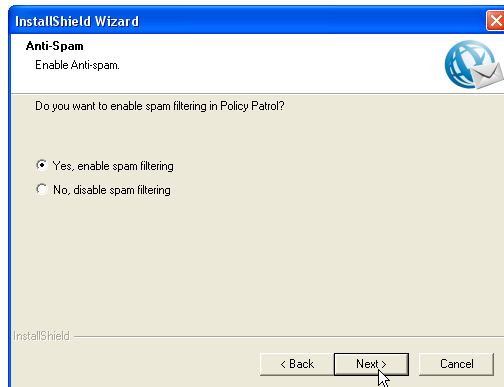 InstallShield Wizard
Anti-Spam
Enable Anti-spam.
Do you want to enable spam filtering in Policy Patrol?
Yes, enable spam filtering
No, disable spam filtering
InstallShield
< Back
Next >
Cancel